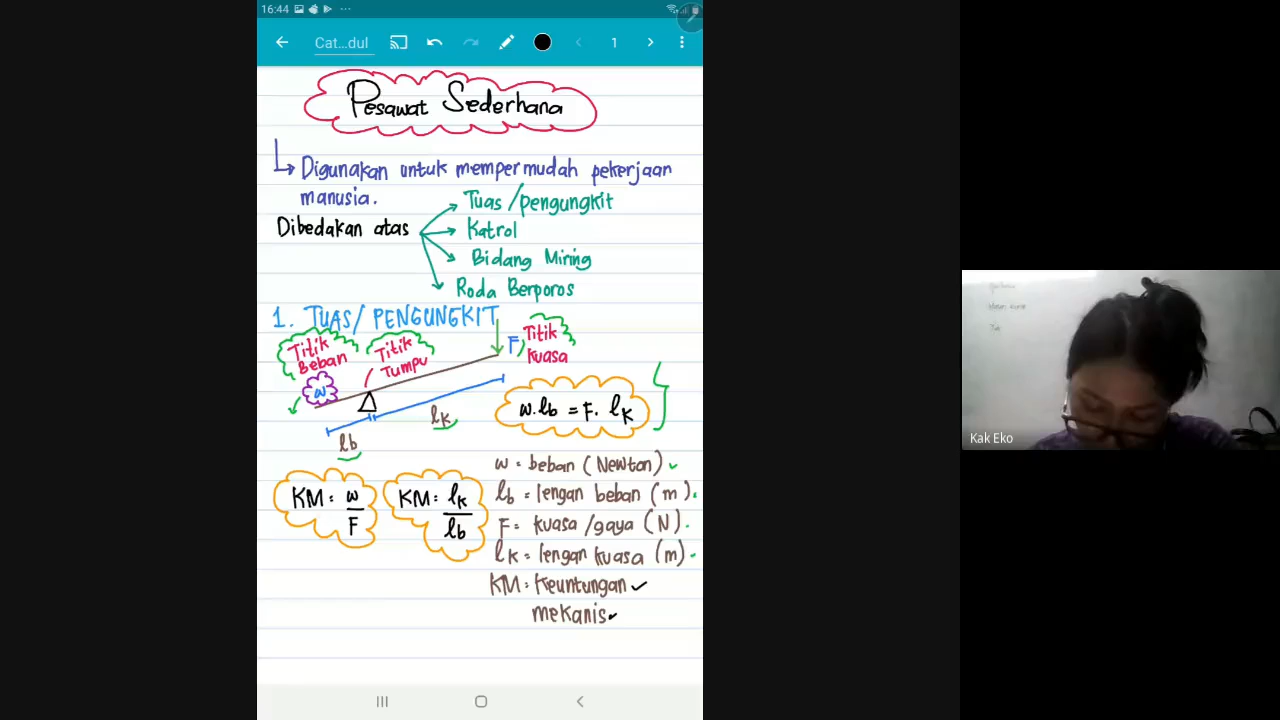 16:44
Cat...dul
1
Pesawat Sederhana
Digunakan untuk mempermudah pekerjaan
manusia.
Dibedakan atas
Tuas/pengungkit
Katrol
Bidang Miring
Roda Berporos
1. TUAS/PENGUNGKIT
Titik
Beban
Titik
Tumpu
F,
Titik
Kuasa
w
w.lb = F. lk
lk
lb
KM = w/F
KM = lk/lb
w = beban (Newton)
lb = lengan beban (m)
F = kuasa/gaya (N)
lk = lengan kuasa (m)
KM = Keuntungan
mekanis
Kak Eko